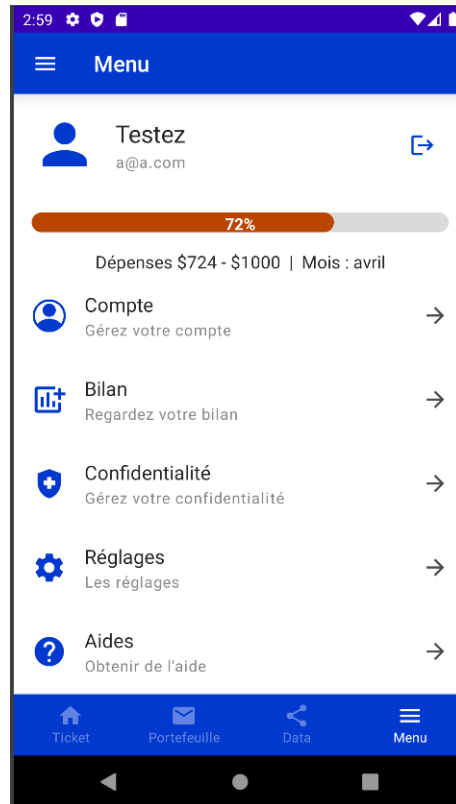 2:59
Menu
Testez
a@a.com
72%
Dépenses $724 - $1000 | Mois : avril
Compte
Gérez votre compte
Bilan
Regardez votre bilan
Confidentialité
Gérez votre confidentialité
Réglages
Les réglages
Aides
Obtenir de l'aide
Ticket Portefeuille Data Menu